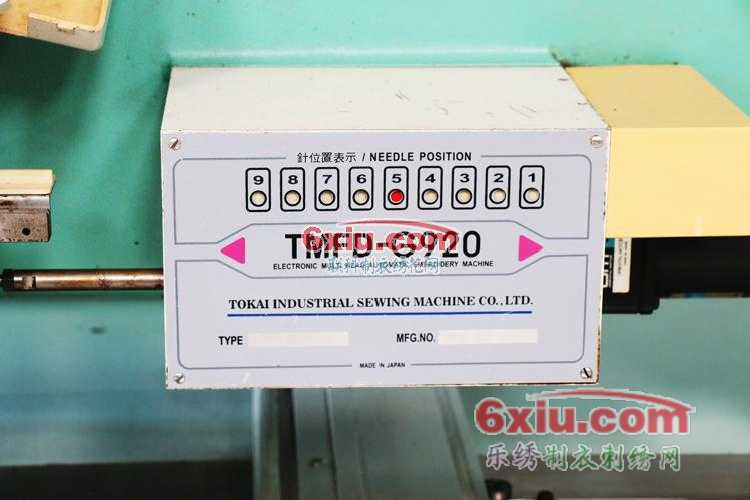 針位置表示 / NEEDLE POSITION
9 8 7 6 5 4 3 2 1
TMFD-G920
6xiu.com
ELECTRONIC MULTI HEAD AUTOMATIC EMBROIDERY MACHINE
TOKAI INDUSTRIAL SEWING MACHINE CO.,LTD.
TYPE MFG.NO.
MADE IN JAPAN
6xiu.com
乐绣制衣刺绣网